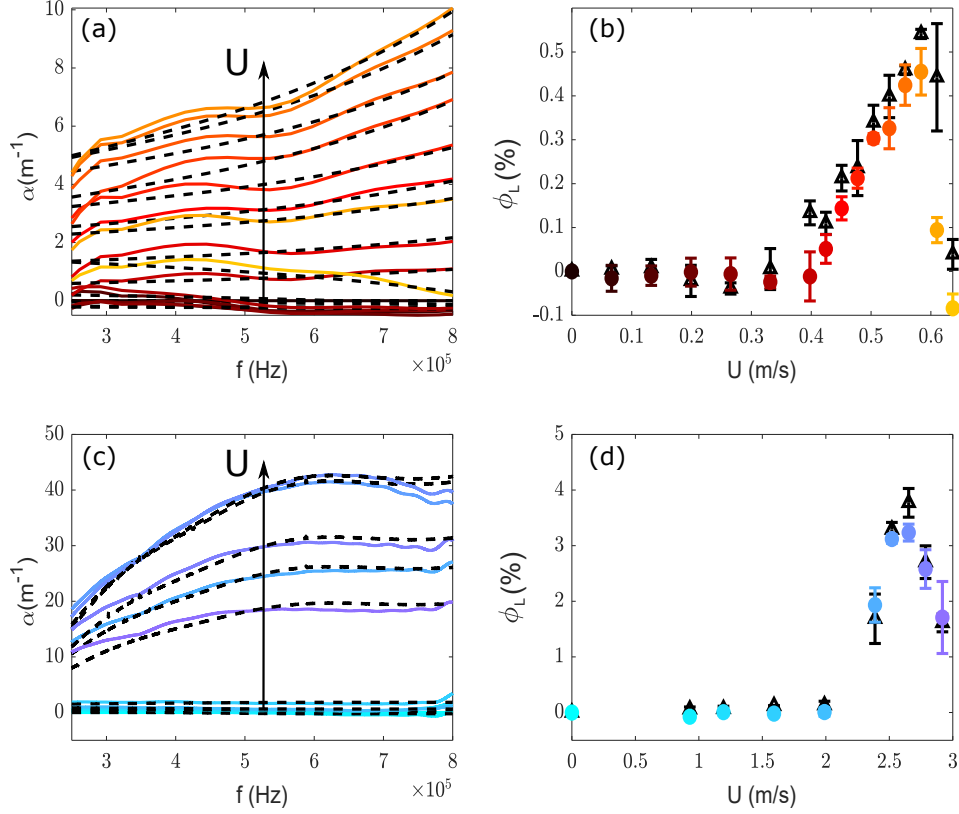 (a)
U
α(m⁻¹)
10
8
6
4
2
0
3 4 5 6 7 8
f (Hz)
×10⁵
(b)
ϕL (%)
0.5
0.4
0.3
0.2
0.1
0
-0.1
0 0.1 0.2 0.3 0.4 0.5 0.6
U (m/s)
(c)
U
α(m⁻¹)
50
40
30
20
10
0
3 4 5 6 7 8
f (Hz)
×10⁵
(d)
ϕL (%)
5
4
3
2
1
0
0 0.5 1 1.5 2 2.5 3
U (m/s)